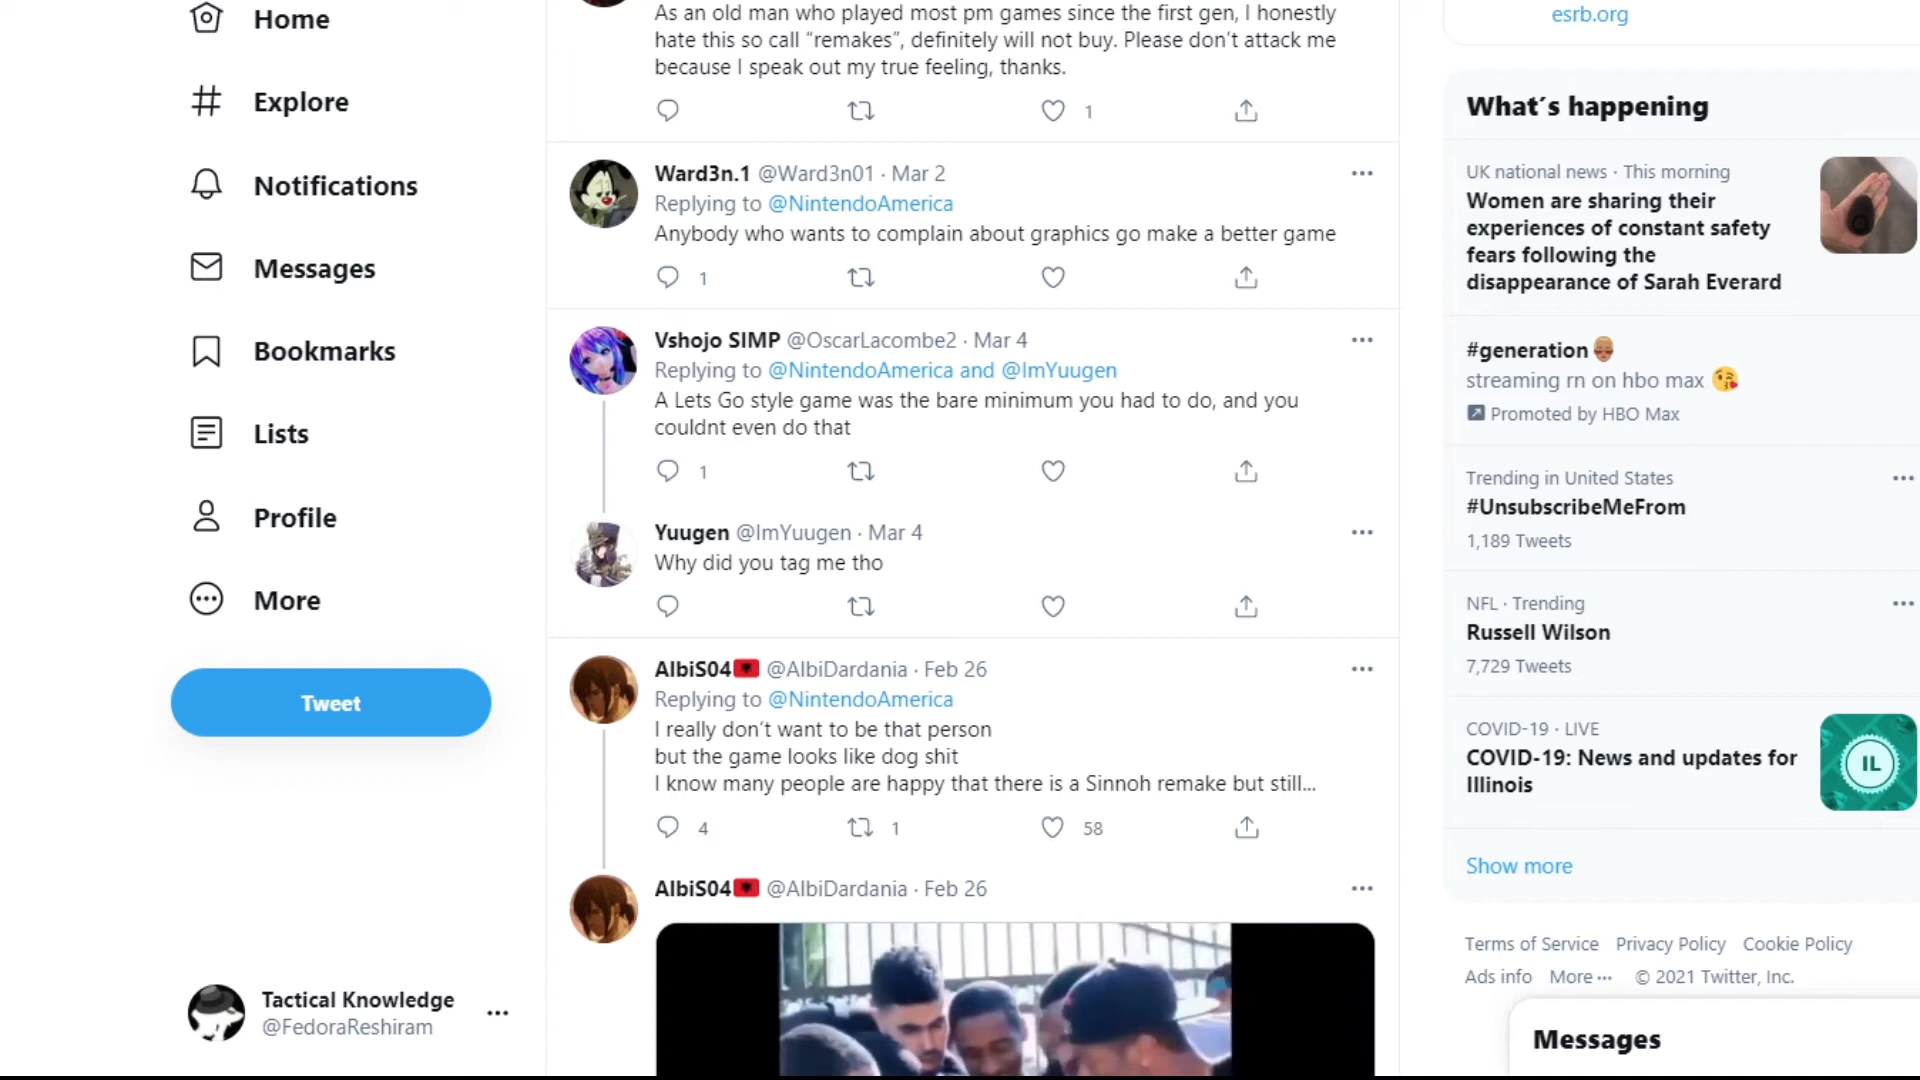 Home
Explore
Notifications
Messages
Bookmarks
Lists
Profile
More
Tweet
Tactical Knowledge
@FedoraReshiram
As an old man who played most pm games since the first gen, I honestly
hate this so call “remakes”, definitely will not buy. Please don’t attack me
because I speak out my true feeling, thanks.
1
Ward3n.1 @Ward3n01 · Mar 2
Replying to @NintendoAmerica
Anybody who wants to complain about graphics go make a better game
1
Vshojo SIMP @OscarLacombe2 · Mar 4
Replying to @NintendoAmerica and @ImYuugen
A Lets Go style game was the bare minimum you had to do, and you
couldnt even do that
1
Yuugen @ImYuugen · Mar 4
Why did you tag me tho
AlbiS04🇦🇱 @AlbiDardania · Feb 26
Replying to @NintendoAmerica
I really don’t want to be that person
but the game looks like dog shit
I know many people are happy that there is a Sinnoh remake but still...
4 1 58
AlbiS04🇦🇱 @AlbiDardania · Feb 26
esrb.org
What’s happening
UK national news · This morning
Women are sharing their
experiences of constant safety
fears following the
disappearance of Sarah Everard
#generation
streaming rn on hbo max 😘
Promoted by HBO Max
Trending in United States
#UnsubscribeMeFrom
1,189 Tweets
NFL · Trending
Russell Wilson
7,729 Tweets
COVID-19 · LIVE
COVID-19: News and updates for
Illinois
IL
Show more
Terms of Service Privacy Policy Cookie Policy
Ads info More ··· © 2021 Twitter, Inc.
Messages